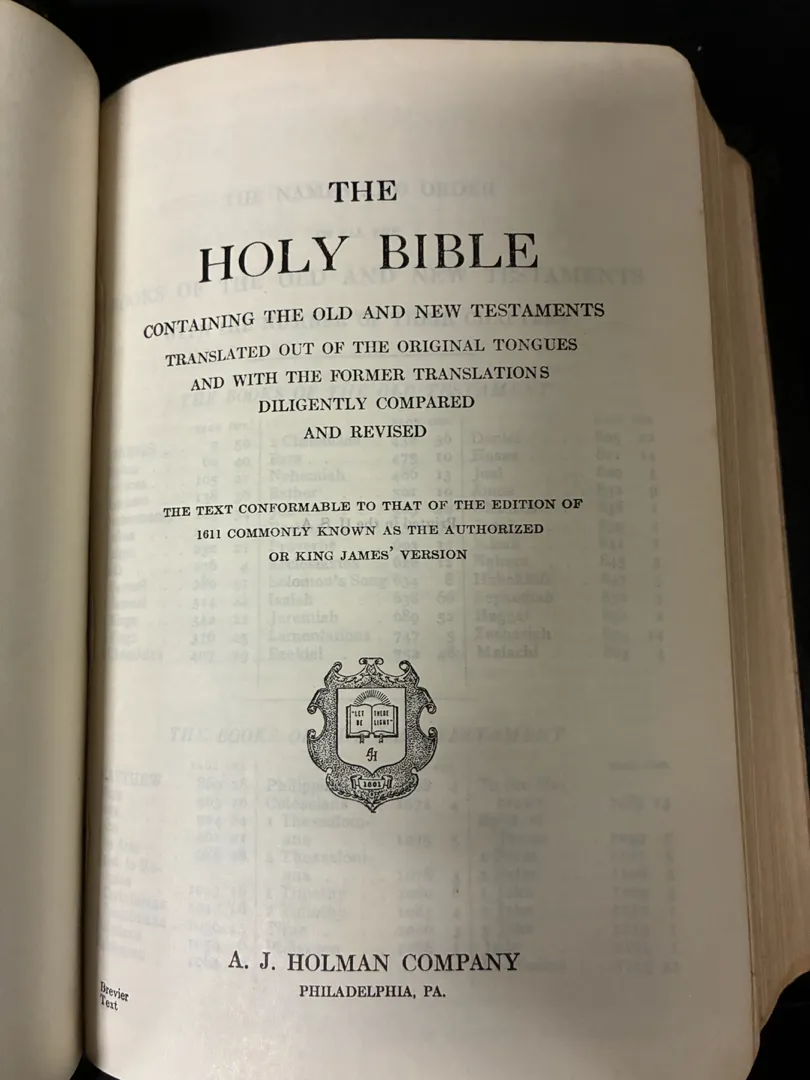 THE
HOLY BIBLE
CONTAINING THE OLD AND NEW TESTAMENTS
TRANSLATED OUT OF THE ORIGINAL TONGUES
AND WITH THE FORMER TRANSLATIONS
DILIGENTLY COMPARED
AND REVISED
THE TEXT CONFORMABLE TO THAT OF THE EDITION OF
1611 COMMONLY KNOWN AS THE AUTHORIZED
OR KING JAMES' VERSION
"LET THERE
BE LIGHT"
1801
A. J. HOLMAN COMPANY
PHILADELPHIA, PA.
Brevier
Text